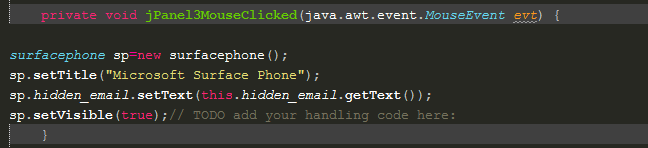 private void jPanel3MouseClicked(java.awt.event.MouseEvent evt) {
surfacephone sp=new surfacephone();
sp.setTitle("Microsoft Surface Phone");
sp.hidden_email.setText(this.hidden_email.getText());
sp.setVisible(true);// TODO add your handling code here:
}